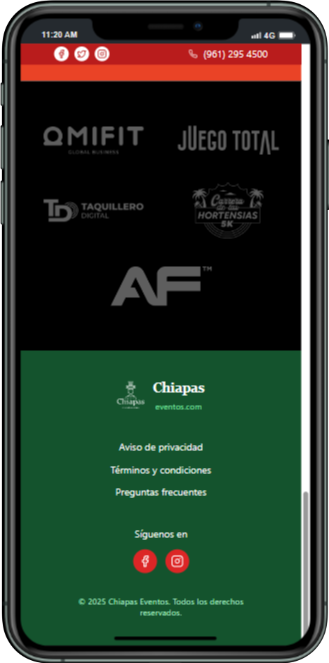 11:20 AM
4G
(961) 295 4500
OMIFIT
GLOBAL BUSINESS
JUEGO TOTAL
TD TAQUILLERO
DIGITAL
Carrera
de las
HORTENSIAS
5K
AF™
Chiapas
Chiapas
eventos.com
Aviso de privacidad
Términos y condiciones
Preguntas frecuentes
Síguenos en
© 2025 Chiapas Eventos. Todos los derechos
reservados.